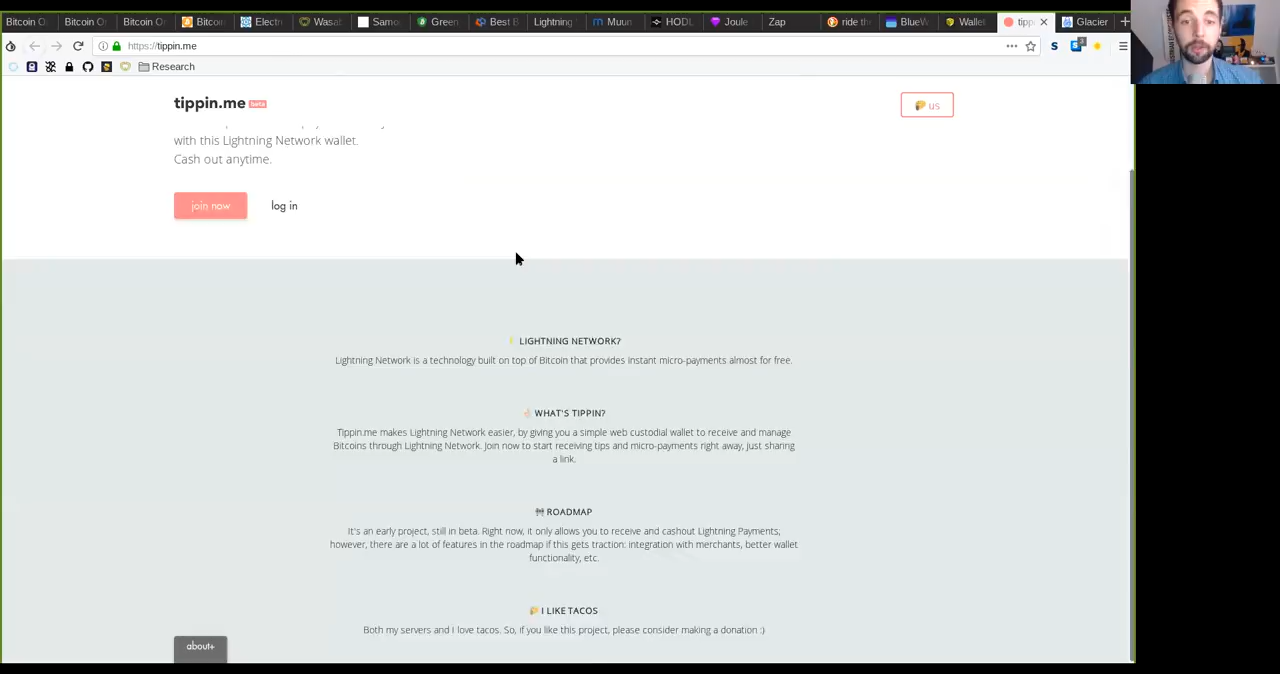 Bitcoin O
Bitcoin O
Bitcoin O
Bitcoin
Electr
Wasa
Samo
Green
Best B
Lightning
Muun
HODL
Joule
Zap
ride th
BlueW
Wallet
tippi
Glacier
https://tippin.me
Research
tippin.me beta
us
with this Lightning Network wallet.
Cash out anytime.
join now
log in
LIGHTNING NETWORK?
Lightning Network is a technology built on top of Bitcoin that provides instant micro-payments almost for free.
WHAT'S TIPPIN?
Tippin.me makes Lightning Network easier, by giving you a simple web custodial wallet to receive and manage
Bitcoins through Lightning Network. Join now to start receiving tips and micro-payments right away, just sharing
a link.
ROADMAP
It's an early project, still in beta. Right now, it only allows you to receive and cashout Lightning Payments,
however, there are a lot of features in the roadmap if this gets traction: integration with merchants, better wallet
functionality, etc.
I LIKE TACOS
Both my servers and I love tacos. So, if you like this project, please consider making a donation :)
about+